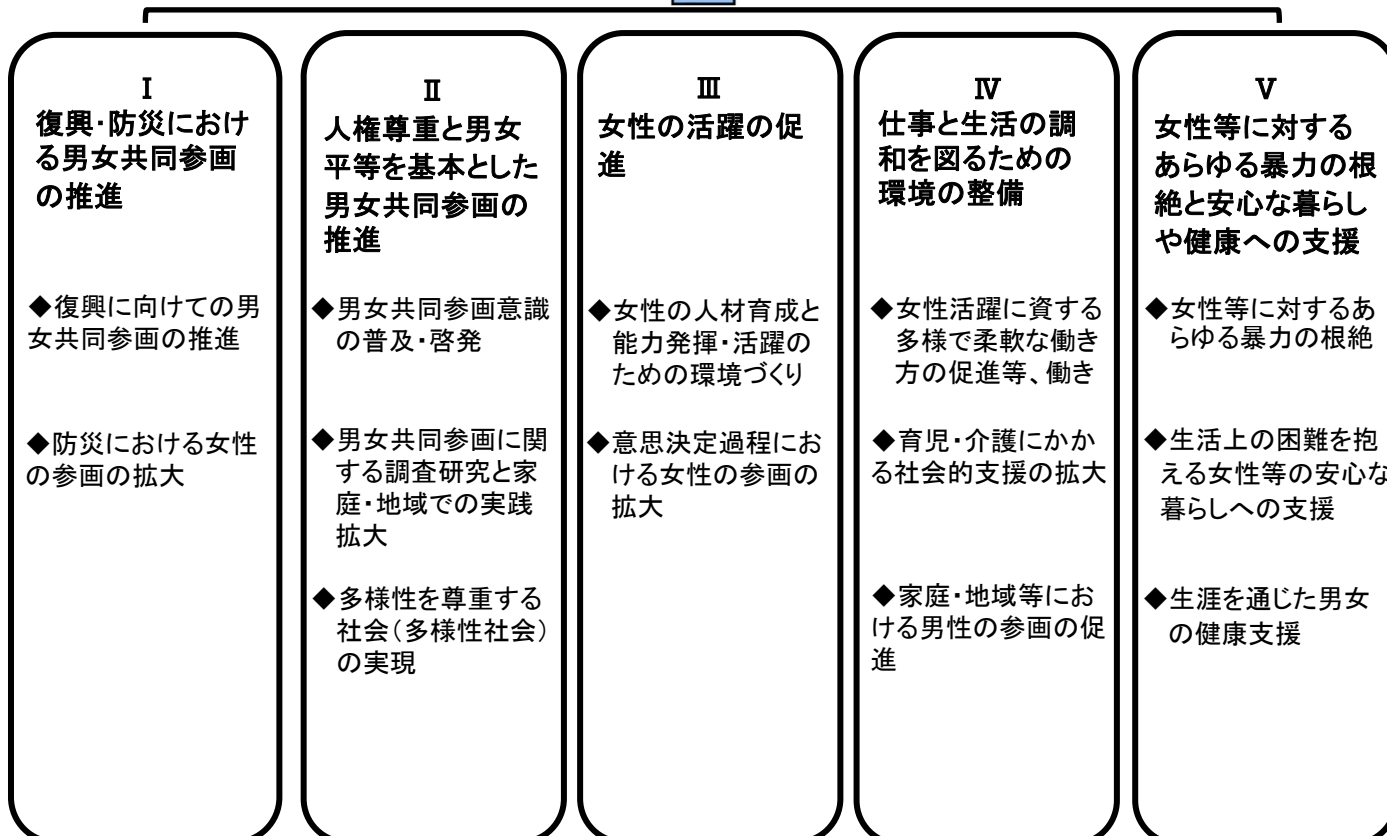 Ⅰ
復興･防災におけ
る男女共同参画
の推進
◆復興に向けての男
女共同参画の推進
◆防災における女性
の参画の拡大
Ⅱ
人権尊重と男女
平等を基本とした
男女共同参画の
推進
◆男女共同参画意識
の普及･啓発
◆男女共同参画に関
する調査研究と家
庭･地域での実践
拡大
◆多様性を尊重する
社会(多様性社会)
の実現
Ⅲ
女性の活躍の促
進
◆女性の人材育成と
能力発揮･活躍の
ための環境づくり
◆意思決定過程にお
ける女性の参画の
拡大
Ⅳ
仕事と生活の調
和を図るための
環境の整備
◆女性活躍に資する
多様で柔軟な働き
方の促進等、働き
◆育児･介護にかか
る社会的支援の拡大
◆家庭･地域等にお
ける男性の参画の促
進
Ⅴ
女性等に対する
あらゆる暴力の根
絶と安心な暮らし
や健康への支援
◆女性等に対するあ
らゆる暴力の根絶
◆生活上の困難を抱
える女性等の安心な
暮らしへの支援
◆生涯を通じた男女
の健康支援